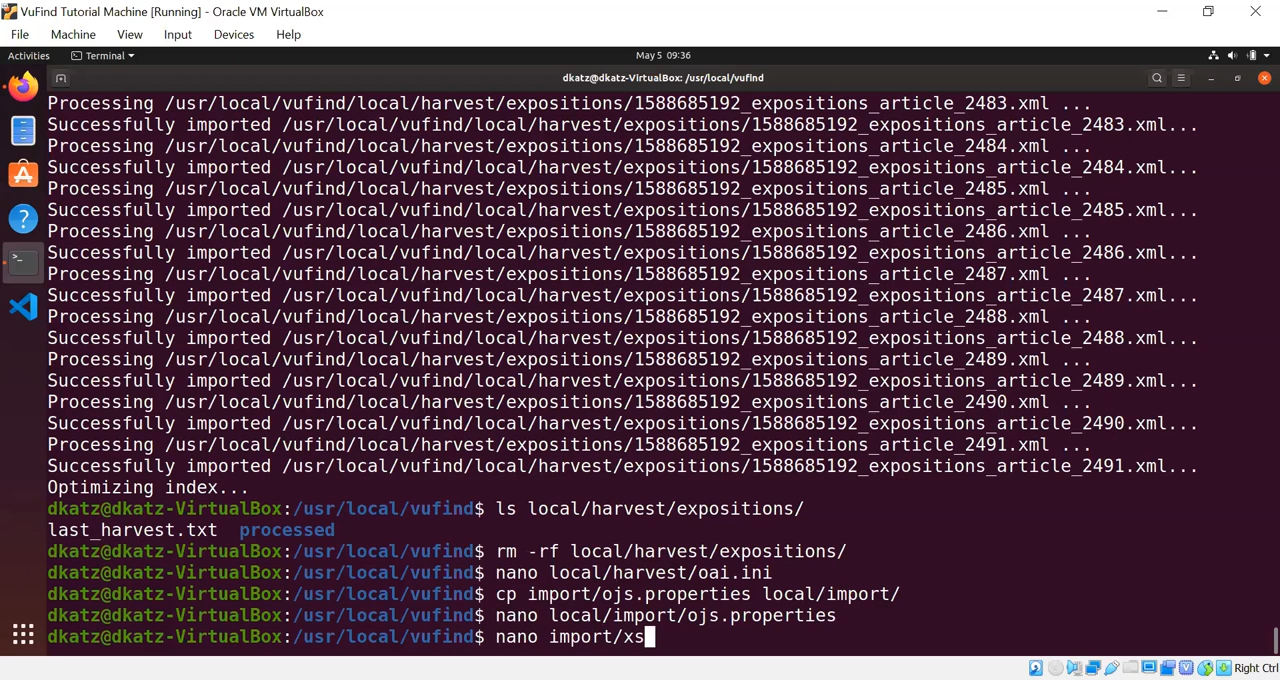 VuFind Tutorial Machine [Running] - Oracle VM VirtualBox
File Machine View Input Devices Help
Activities Terminal May 5 09:36
dkatz@dkatz-VirtualBox: /usr/local/vufind
Processing /usr/local/vufind/local/harvest/expositions/1588685192_expositions_article_2483.xml ...
Successfully imported /usr/local/vufind/local/harvest/expositions/1588685192_expositions_article_2483.xml...
Processing /usr/local/vufind/local/harvest/expositions/1588685192_expositions_article_2484.xml ...
Successfully imported /usr/local/vufind/local/harvest/expositions/1588685192_expositions_article_2484.xml...
Processing /usr/local/vufind/local/harvest/expositions/1588685192_expositions_article_2485.xml ...
Successfully imported /usr/local/vufind/local/harvest/expositions/1588685192_expositions_article_2485.xml...
Processing /usr/local/vufind/local/harvest/expositions/1588685192_expositions_article_2486.xml ...
Successfully imported /usr/local/vufind/local/harvest/expositions/1588685192_expositions_article_2486.xml...
Processing /usr/local/vufind/local/harvest/expositions/1588685192_expositions_article_2487.xml ...
Successfully imported /usr/local/vufind/local/harvest/expositions/1588685192_expositions_article_2487.xml...
Processing /usr/local/vufind/local/harvest/expositions/1588685192_expositions_article_2488.xml ...
Successfully imported /usr/local/vufind/local/harvest/expositions/1588685192_expositions_article_2488.xml...
Processing /usr/local/vufind/local/harvest/expositions/1588685192_expositions_article_2489.xml ...
Successfully imported /usr/local/vufind/local/harvest/expositions/1588685192_expositions_article_2489.xml...
Processing /usr/local/vufind/local/harvest/expositions/1588685192_expositions_article_2490.xml ...
Successfully imported /usr/local/vufind/local/harvest/expositions/1588685192_expositions_article_2490.xml...
Processing /usr/local/vufind/local/harvest/expositions/1588685192_expositions_article_2491.xml ...
Successfully imported /usr/local/vufind/local/harvest/expositions/1588685192_expositions_article_2491.xml...
Optimizing index...
dkatz@dkatz-VirtualBox:/usr/local/vufind$ ls local/harvest/expositions/
last_harvest.txt processed
dkatz@dkatz-VirtualBox:/usr/local/vufind$ rm -rf local/harvest/expositions/
dkatz@dkatz-VirtualBox:/usr/local/vufind$ nano local/harvest/oai.ini
dkatz@dkatz-VirtualBox:/usr/local/vufind$ cp import/ojs.properties local/import/
dkatz@dkatz-VirtualBox:/usr/local/vufind$ nano local/import/ojs.properties
dkatz@dkatz-VirtualBox:/usr/local/vufind$ nano import/xs
Right Ctrl